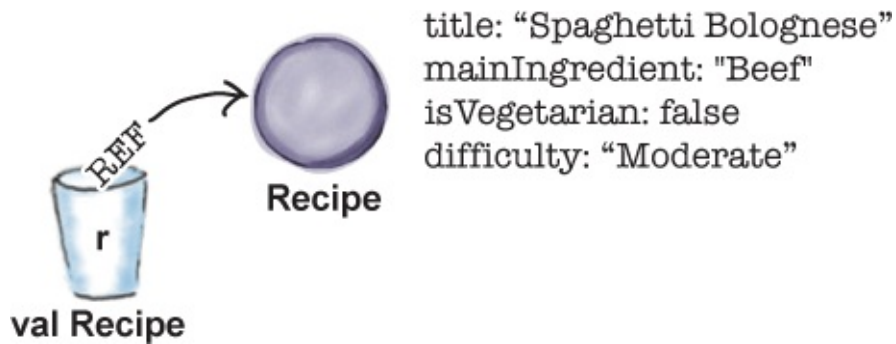 title: “Spaghetti Bolognese”
mainIngredient: "Beef"
isVegetarian: false
difficulty: “Moderate”
REF
Recipe
r
val Recipe